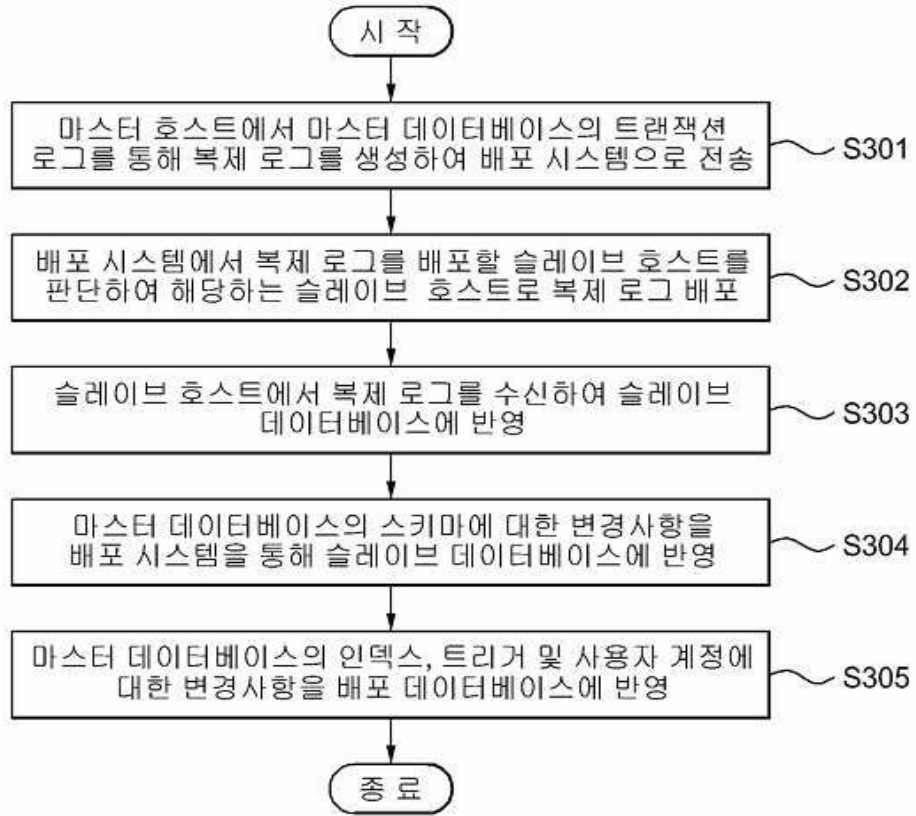 시 작
마스터 호스트에서 마스터 데이터베이스의 트랜잭션
로그를 통해 복제 로그를 생성하여 배포 시스템으로 전송
S301
배포 시스템에서 복제 로그를 배포할 슬레이브 호스트를
판단하여 해당하는 슬레이브 호스트로 복제 로그 배포
S302
슬레이브 호스트에서 복제 로그를 수신하여 슬레이브
데이터베이스에 반영
S303
마스터 데이터베이스의 스키마에 대한 변경사항을
배포 시스템을 통해 슬레이브 데이터베이스에 반영
S304
마스터 데이터베이스의 인덱스, 트리거 및 사용자 계정에
대한 변경사항을 배포 데이터베이스에 반영
S305
종 료